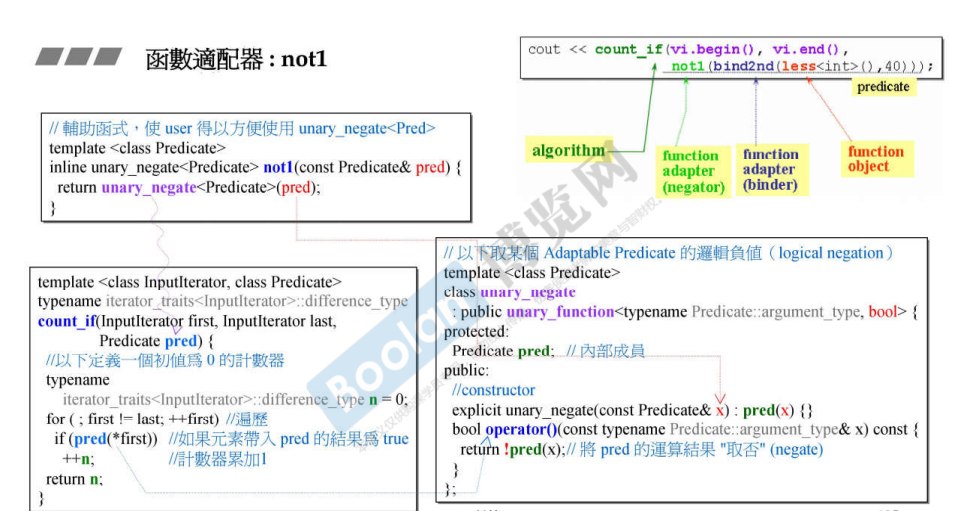 函數適配器 : not1
cout << count_if(vi.begin(), vi.end(),
not1(bind2nd(less<int>(),40)));
predicate
algorithm
function
adapter
(negator)
function
adapter
(binder)
function
object
// 輔助函式，使 user 得以方便使用 unary_negate<Pred>
template <class Predicate>
inline unary_negate<Predicate> not1(const Predicate& pred) {
return unary_negate<Predicate>(pred);
}
template <class InputIterator, class Predicate>
typename iterator_traits<InputIterator>::difference_type
count_if(InputIterator first, InputIterator last,
Predicate pred) {
//以下定義一個初值為 0 的計數器
typename
iterator_traits<InputIterator>::difference_type n = 0;
for ( ; first != last; ++first) //遍歷
if (pred(*first)) //如果元素帶入 pred 的結果為 true
++n; //計數器累加1
return n;
}
// 以下取某個 Adaptable Predicate 的邏輯負值（logical negation）
template <class Predicate>
class unary_negate
: public unary_function<typename Predicate::argument_type, bool> {
protected:
Predicate pred; // 內部成員
public:
//constructor
explicit unary_negate(const Predicate& x) : pred(x) {}
bool operator()(const typename Predicate::argument_type& x) const {
return !pred(x);// 將 pred 的運算結果 "取否" (negate)
}
};
Boolan 博览网